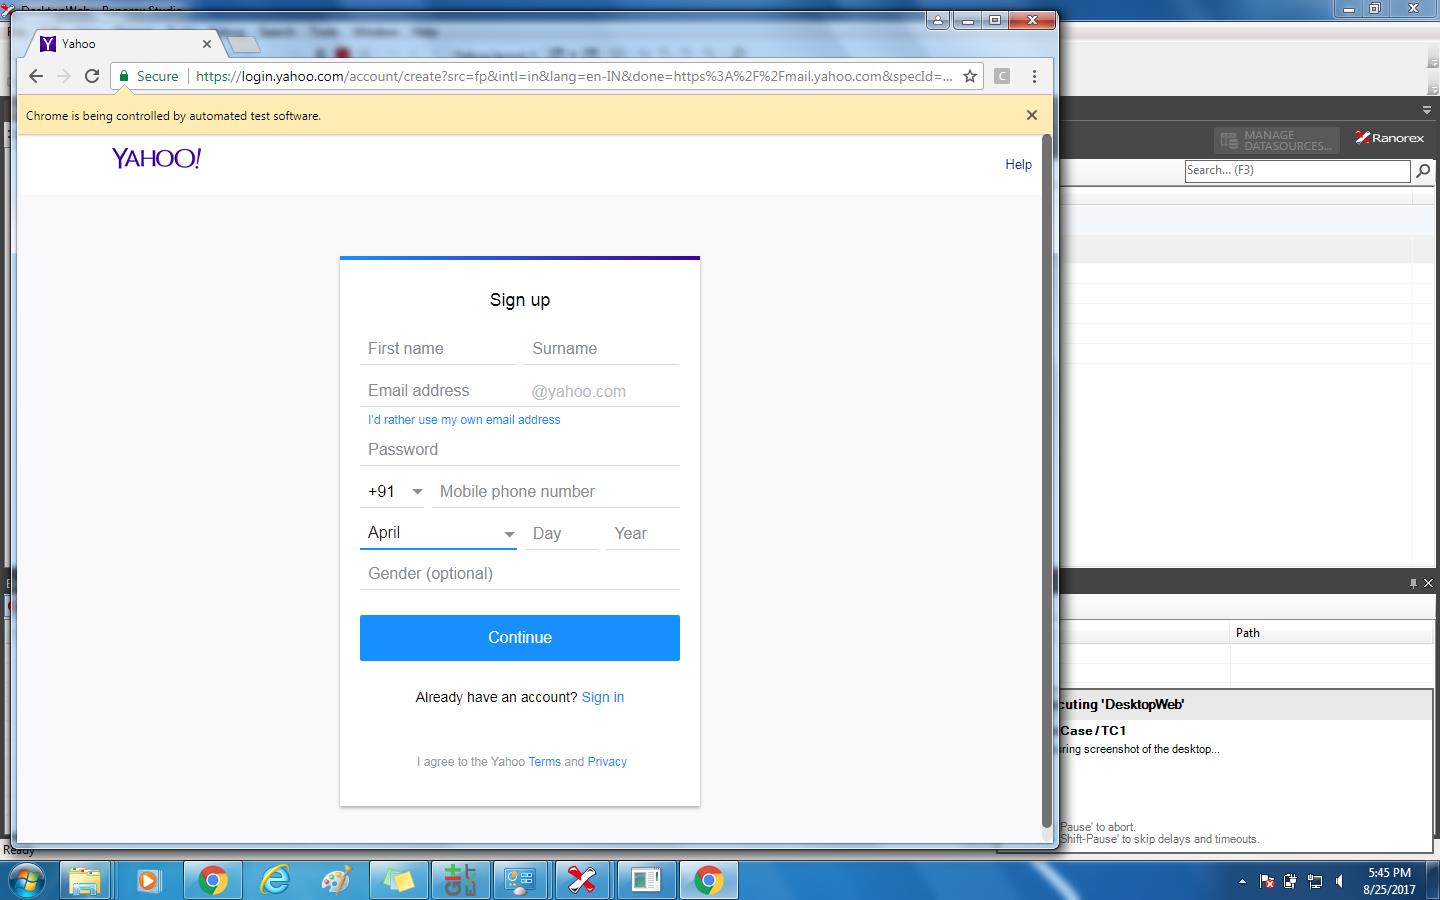 Yahoo
Secure
https://login.yahoo.com/account/create?src=fp&intl=in&lang=en-IN&done=https%3A%2F%2Fmail.yahoo.com&specId=...
C
Chrome is being controlled by automated test software.
YAHOO!
Help
MANAGE
DATASOURCES...
Ranorex
Search... (F3)
Sign up
First name
Surname
Email address
@yahoo.com
I'd rather use my own email address
Password
+91
Mobile phone number
April
Day
Year
Gender (optional)
Continue
Already have an account? Sign in
I agree to the Yahoo Terms and Privacy
Path
cuting 'DesktopWeb'
Case / TC1
ring screenshot of the desktop...
Pause' to abort.
Shift-Pause' to skip delays and timeouts.
Ready
5:45 PM
8/25/2017